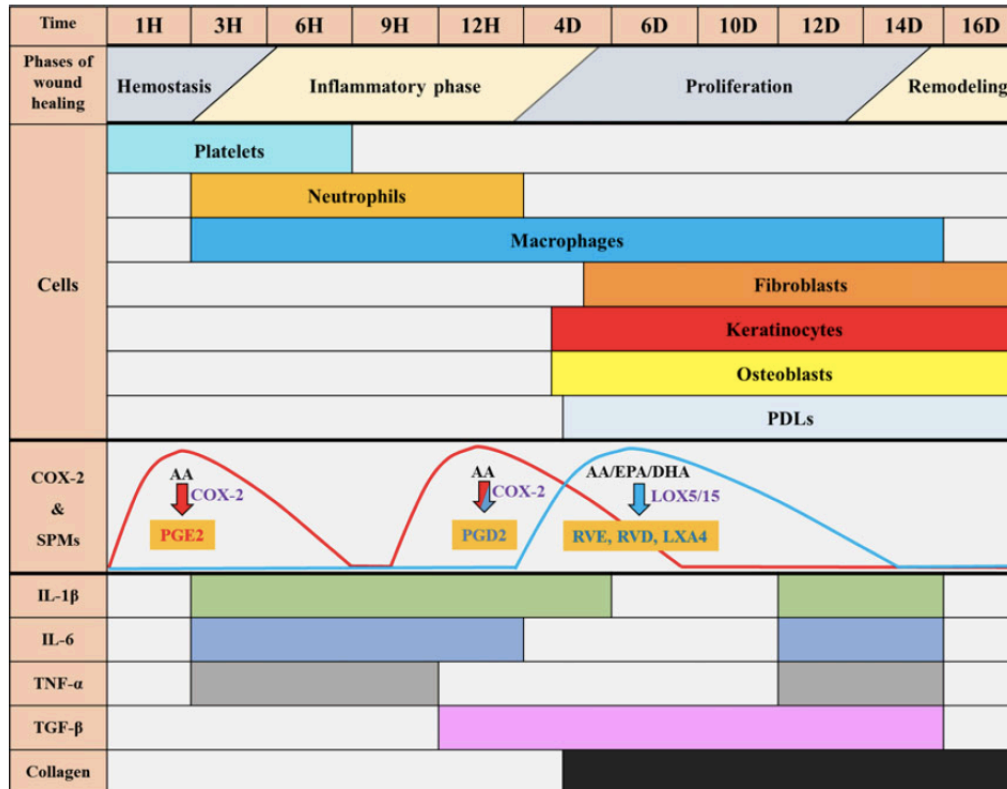 Time 1H 3H 6H 9H 12H 4D 6D 10D 12D 14D 16D
Phases of
wound
healing
Hemostasis Inflammatory phase Proliferation Remodeling
Cells
Platelets
Neutrophils
Macrophages
Fibroblasts
Keratinocytes
Osteoblasts
PDLs
COX-2
&
SPMs
AA AA AA/EPA/DHA
COX-2 COX-2 LOX5/15
PGE2 PGD2 RVE, RVD, LXA4
IL-1β
IL-6
TNF-α
TGF-β
Collagen